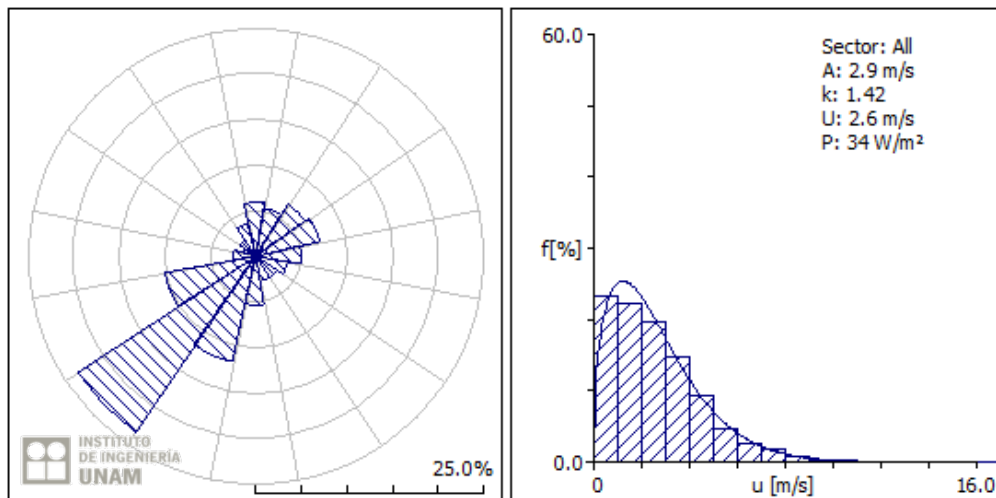 INSTITUTO
DE INGENIERÍA
UNAM
25.0%
60.0
Sector: All
A: 2.9 m/s
k: 1.42
U: 2.6 m/s
P: 34 W/m²
f[%]
0.0
0
u [m/s]
16.0